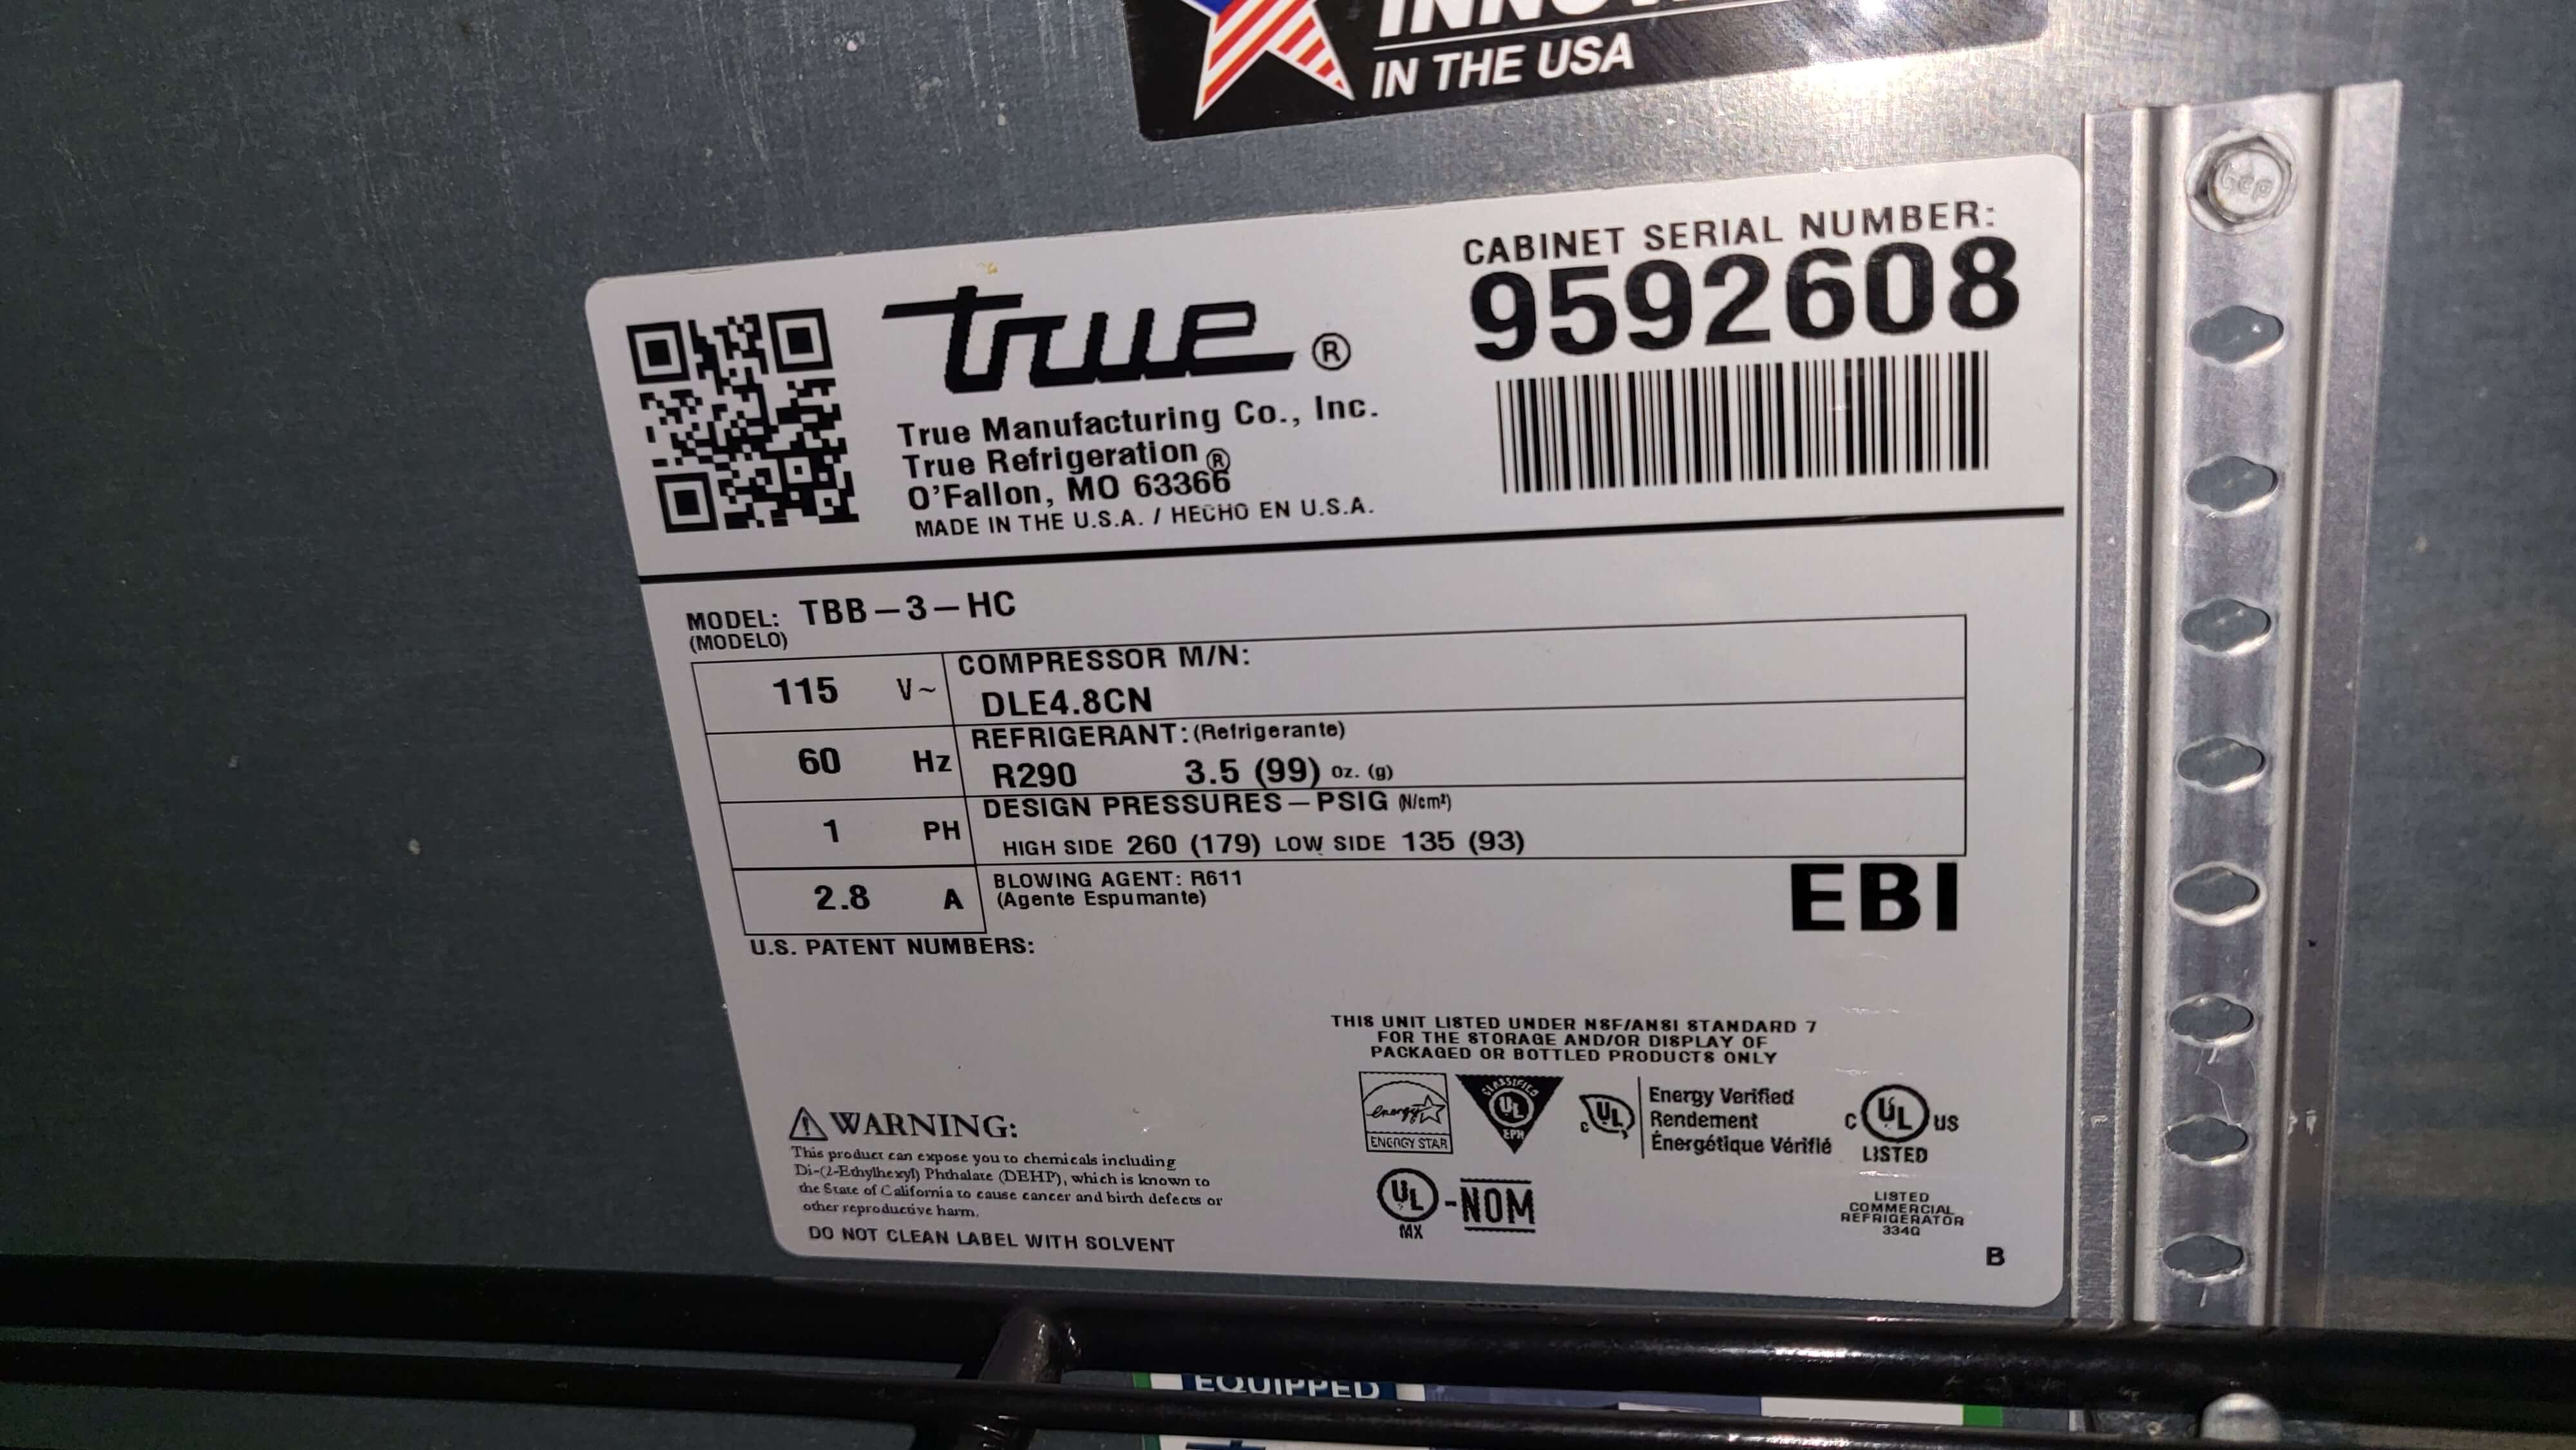 IN THE USA
CABINET SERIAL NUMBER:
9592608
true ®
True Manufacturing Co., Inc.
True Refrigeration ®
O'Fallon, MO 63366
MADE IN THE U.S.A. / HECHO EN U.S.A.
MODEL: TBB-3-HC
(MODELO)
115 V~
COMPRESSOR M/N:
DLE4.8CN
60 Hz
REFRIGERANT: (Refrigerante)
R290 3.5 (99) oz. (g)
1 PH
DESIGN PRESSURES-PSIG (N/cm²)
HIGH SIDE 260 (179) LOW SIDE 135 (93)
2.8 A
BLOWING AGENT: R611
(Agente Espumante)
EBI
U.S. PATENT NUMBERS:
THIS UNIT LISTED UNDER NSF/ANSI STANDARD 7
FOR THE STORAGE AND/OR DISPLAY OF
PACKAGED OR BOTTLED PRODUCTS ONLY
energy
ENERGY STAR
CLASSIFIED
UL
EPH
C UL
Energy Verified
Rendement
Énergétique Vérifié
C UL US
LISTED
UL
MX
-NOM
LISTED
COMMERCIAL
REFRIGERATOR
334G
B
WARNING:
This product can expose you to chemicals including
Di-(2-Ethylhexyl) Phthalate (DEHP), which is known to
the State of California to cause cancer and birth defects or
other reproductive harm.
DO NOT CLEAN LABEL WITH SOLVENT
EQUIPPED